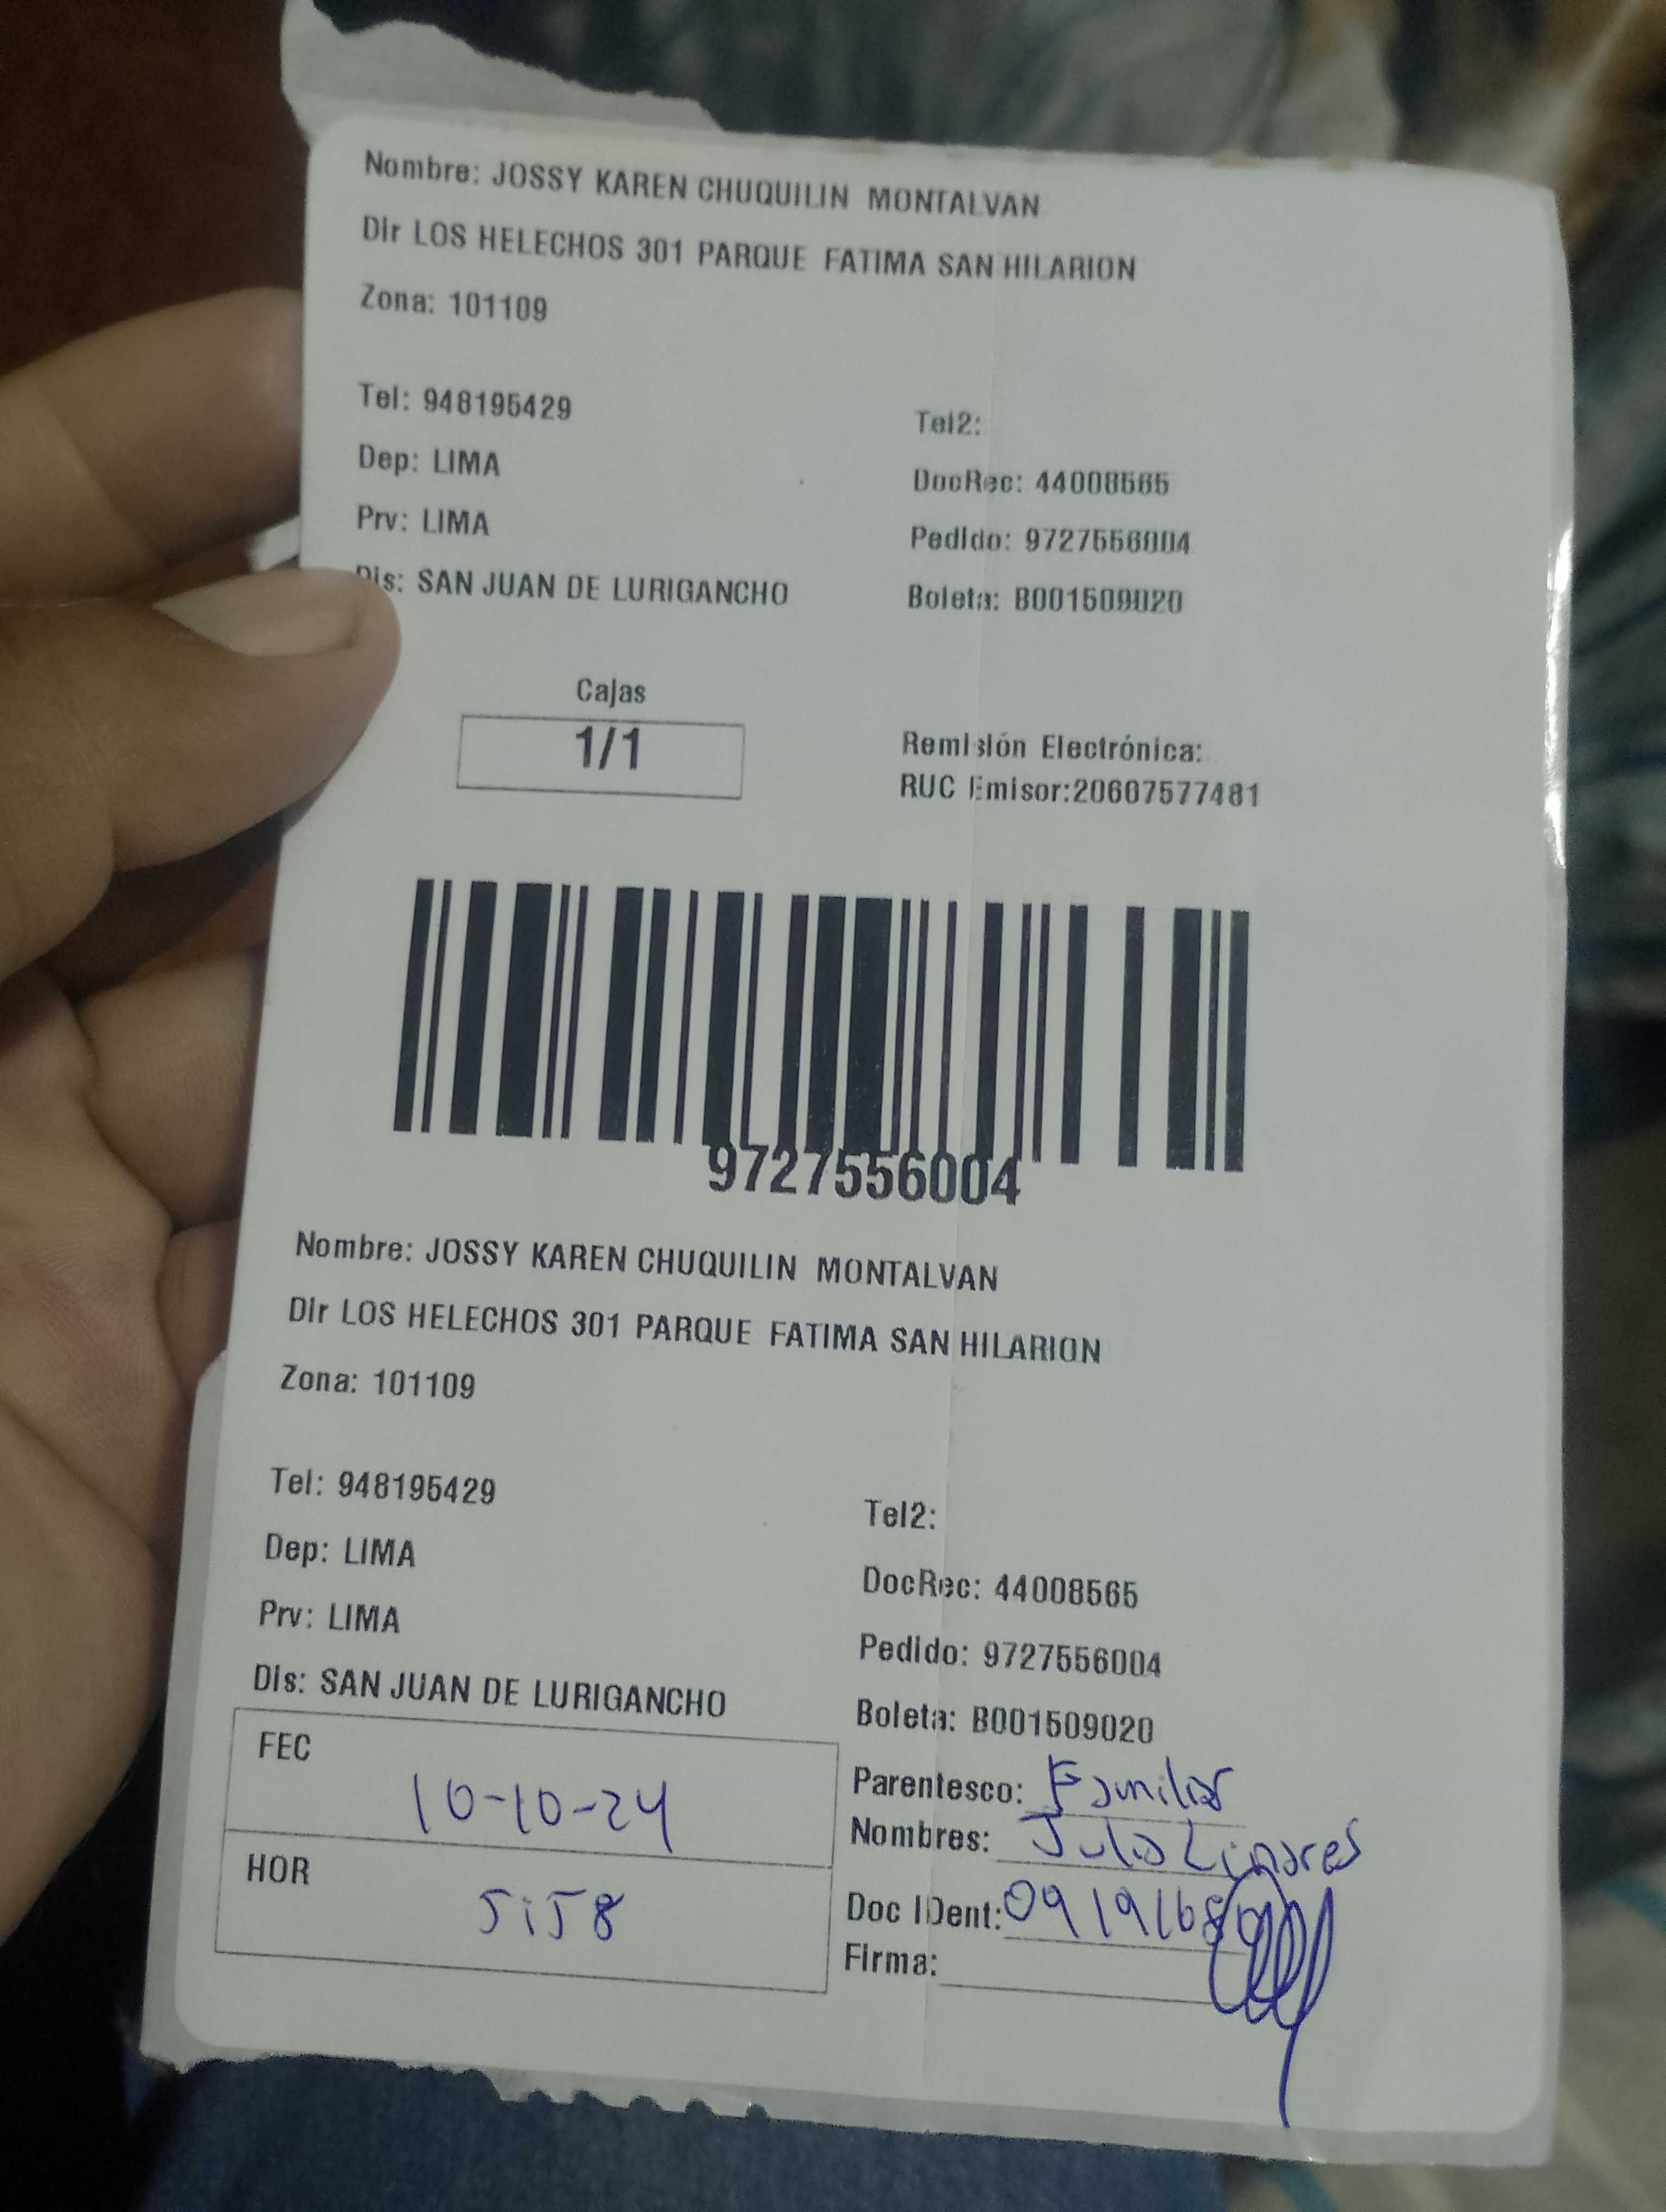 Nombre: JOSSY KAREN CHUQUILIN MONTALVAN
Dir LOS HELECHOS 301 PARQUE FATIMA SAN HILARION
Zona: 101109
Tel: 948195429
Tel2:
Dep: LIMA
DocRec: 44008565
Prv: LIMA
Pedido: 9727556004
Dis: SAN JUAN DE LURIGANCHO
Boleta: B001509020
Cajas
1/1
Remisión Electrónica:
RUC Emisor:20607577481
9727556004
Nombre: JOSSY KAREN CHUQUILIN MONTALVAN
Dir LOS HELECHOS 301 PARQUE FATIMA SAN HILARION
Zona: 101109
Tel: 948195429
Tel2:
Dep: LIMA
DocRec: 44008565
Prv: LIMA
Pedido: 9727556004
Dis: SAN JUAN DE LURIGANCHO
Boleta: B001509020
FEC
10-10-24
Parentesco: Familiar
Nombres: Julo Linares
HOR
5:58
Doc IDent:
Firma: